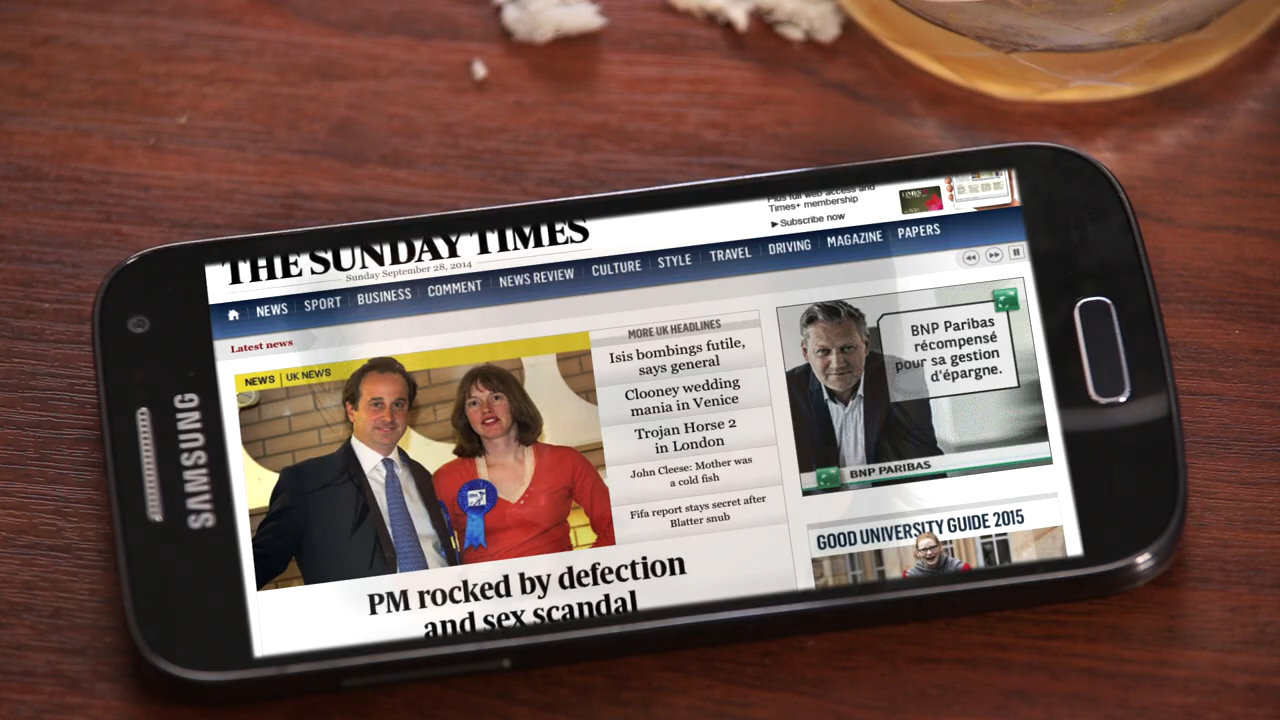 SAMSUNG
Plus full web access and
Times+ membership
▶ Subscribe now
THE SUNDAY TIMES
Sunday September 28, 2014
NEWS | SPORT | BUSINESS | COMMENT | NEWS REVIEW | CULTURE | STYLE | TRAVEL | DRIVING | MAGAZINE | PAPERS
Latest news
NEWS | UK NEWS
PM rocked by defection
and sex scandal
MORE UK HEADLINES
Isis bombings futile,
says general
Clooney wedding
mania in Venice
Trojan Horse 2
in London
John Cleese: Mother was
a cold fish
Fifa report stays secret after
Blatter snub
BNP Paribas
récompensé
pour sa gestion
d'épargne.
BNP PARIBAS
GOOD UNIVERSITY GUIDE 2015